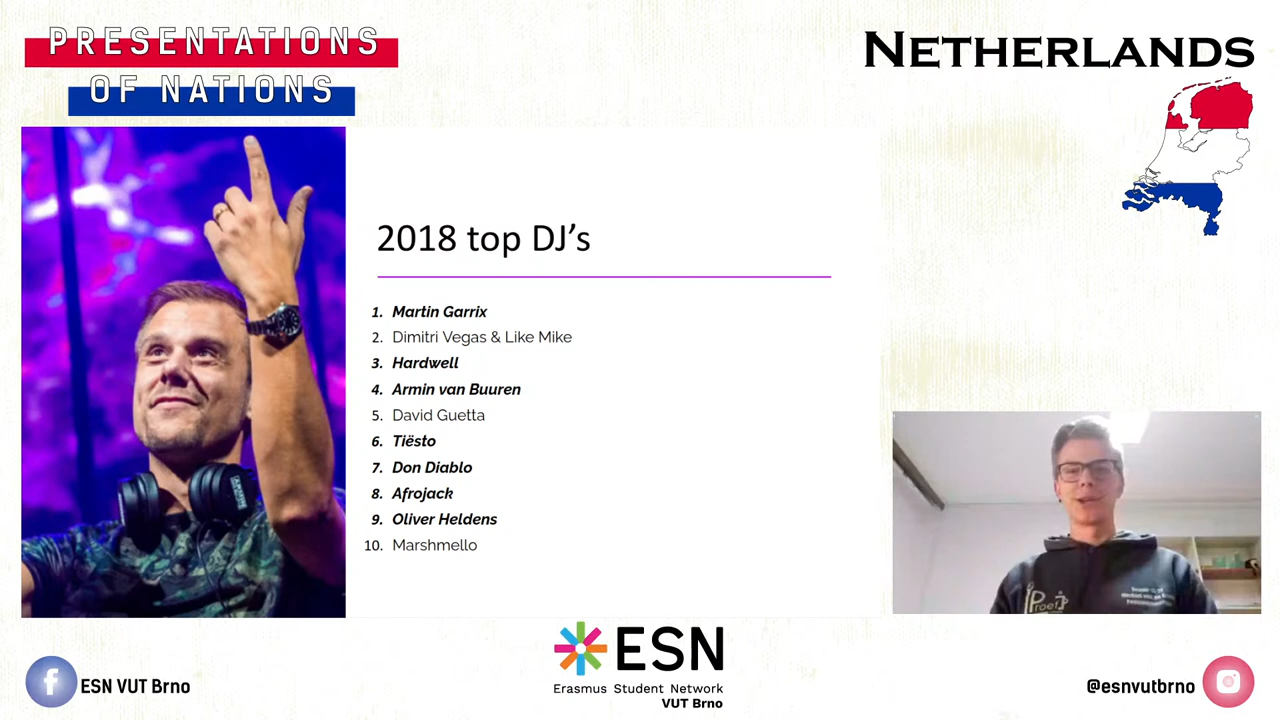 PRESENTATIONS
OF NATIONS
NETHERLANDS
2018 top DJ’s
1. Martin Garrix
2. Dimitri Vegas & Like Mike
3. Hardwell
4. Armin van Buuren
5. David Guetta
6. Tiësto
7. Don Diablo
8. Afrojack
9. Oliver Heldens
10. Marshmello
ESN
Erasmus Student Network
VUT Brno
f ESN VUT Brno
@esnvutbrno